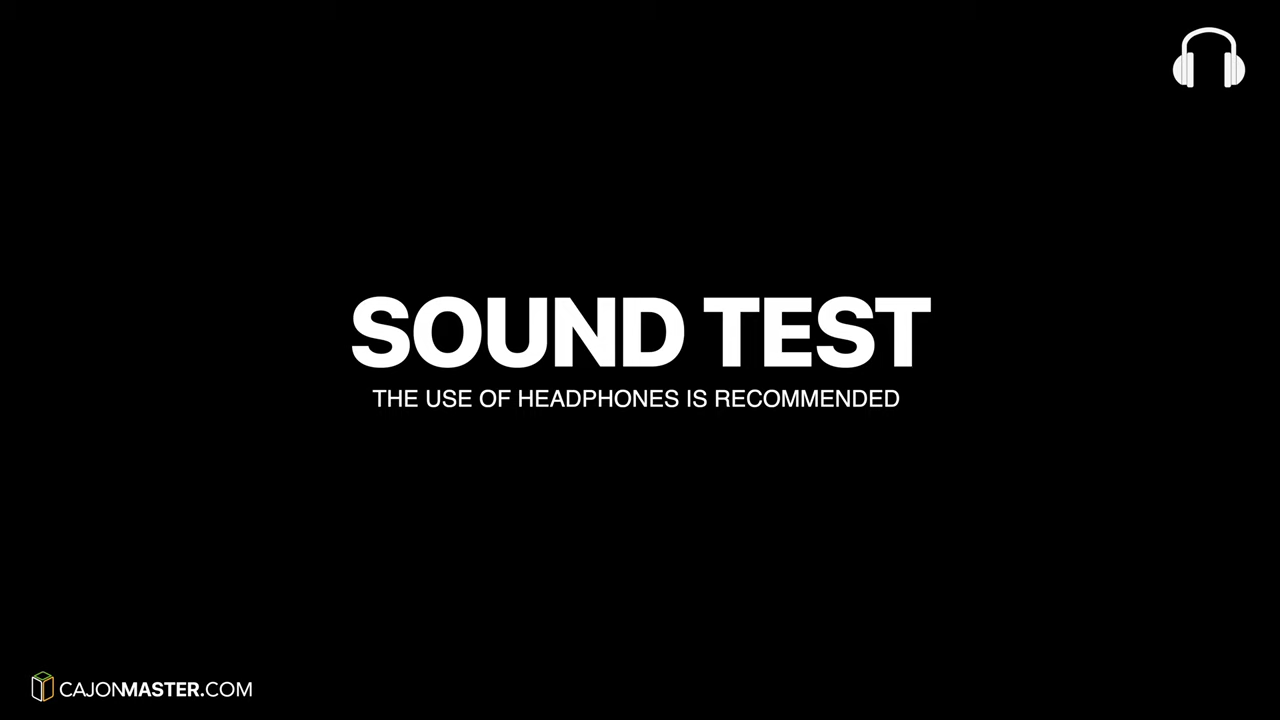 SOUND TEST
THE USE OF HEADPHONES IS RECOMMENDED
CAJONMASTER.COM